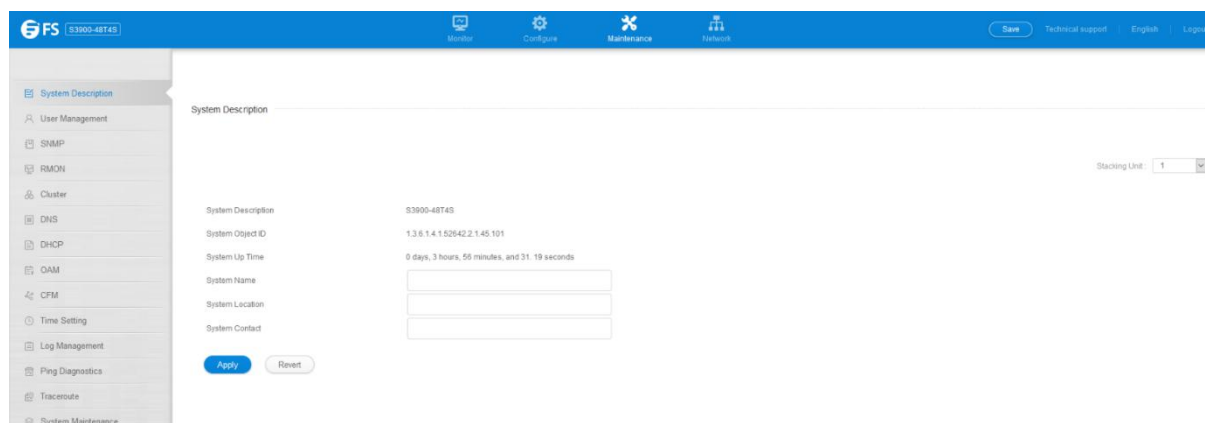 FS S3900-48T4S
Monitor Configure Maintenance Network
Save Technical support English Logou
System Description
User Management
SNMP
RMON
Cluster
DNS
DHCP
OAM
CFM
Time Setting
Log Management
Ping Diagnostics
Traceroute
System Maintenance
System Description
Stacking Unit: 1
System Description S3900-48T4S
System Object ID 1.3.6.1.4.1.52642.2.1.45.101
System Up Time 0 days, 3 hours, 56 minutes, and 31. 19 seconds
System Name
System Location
System Contact
Apply Revert